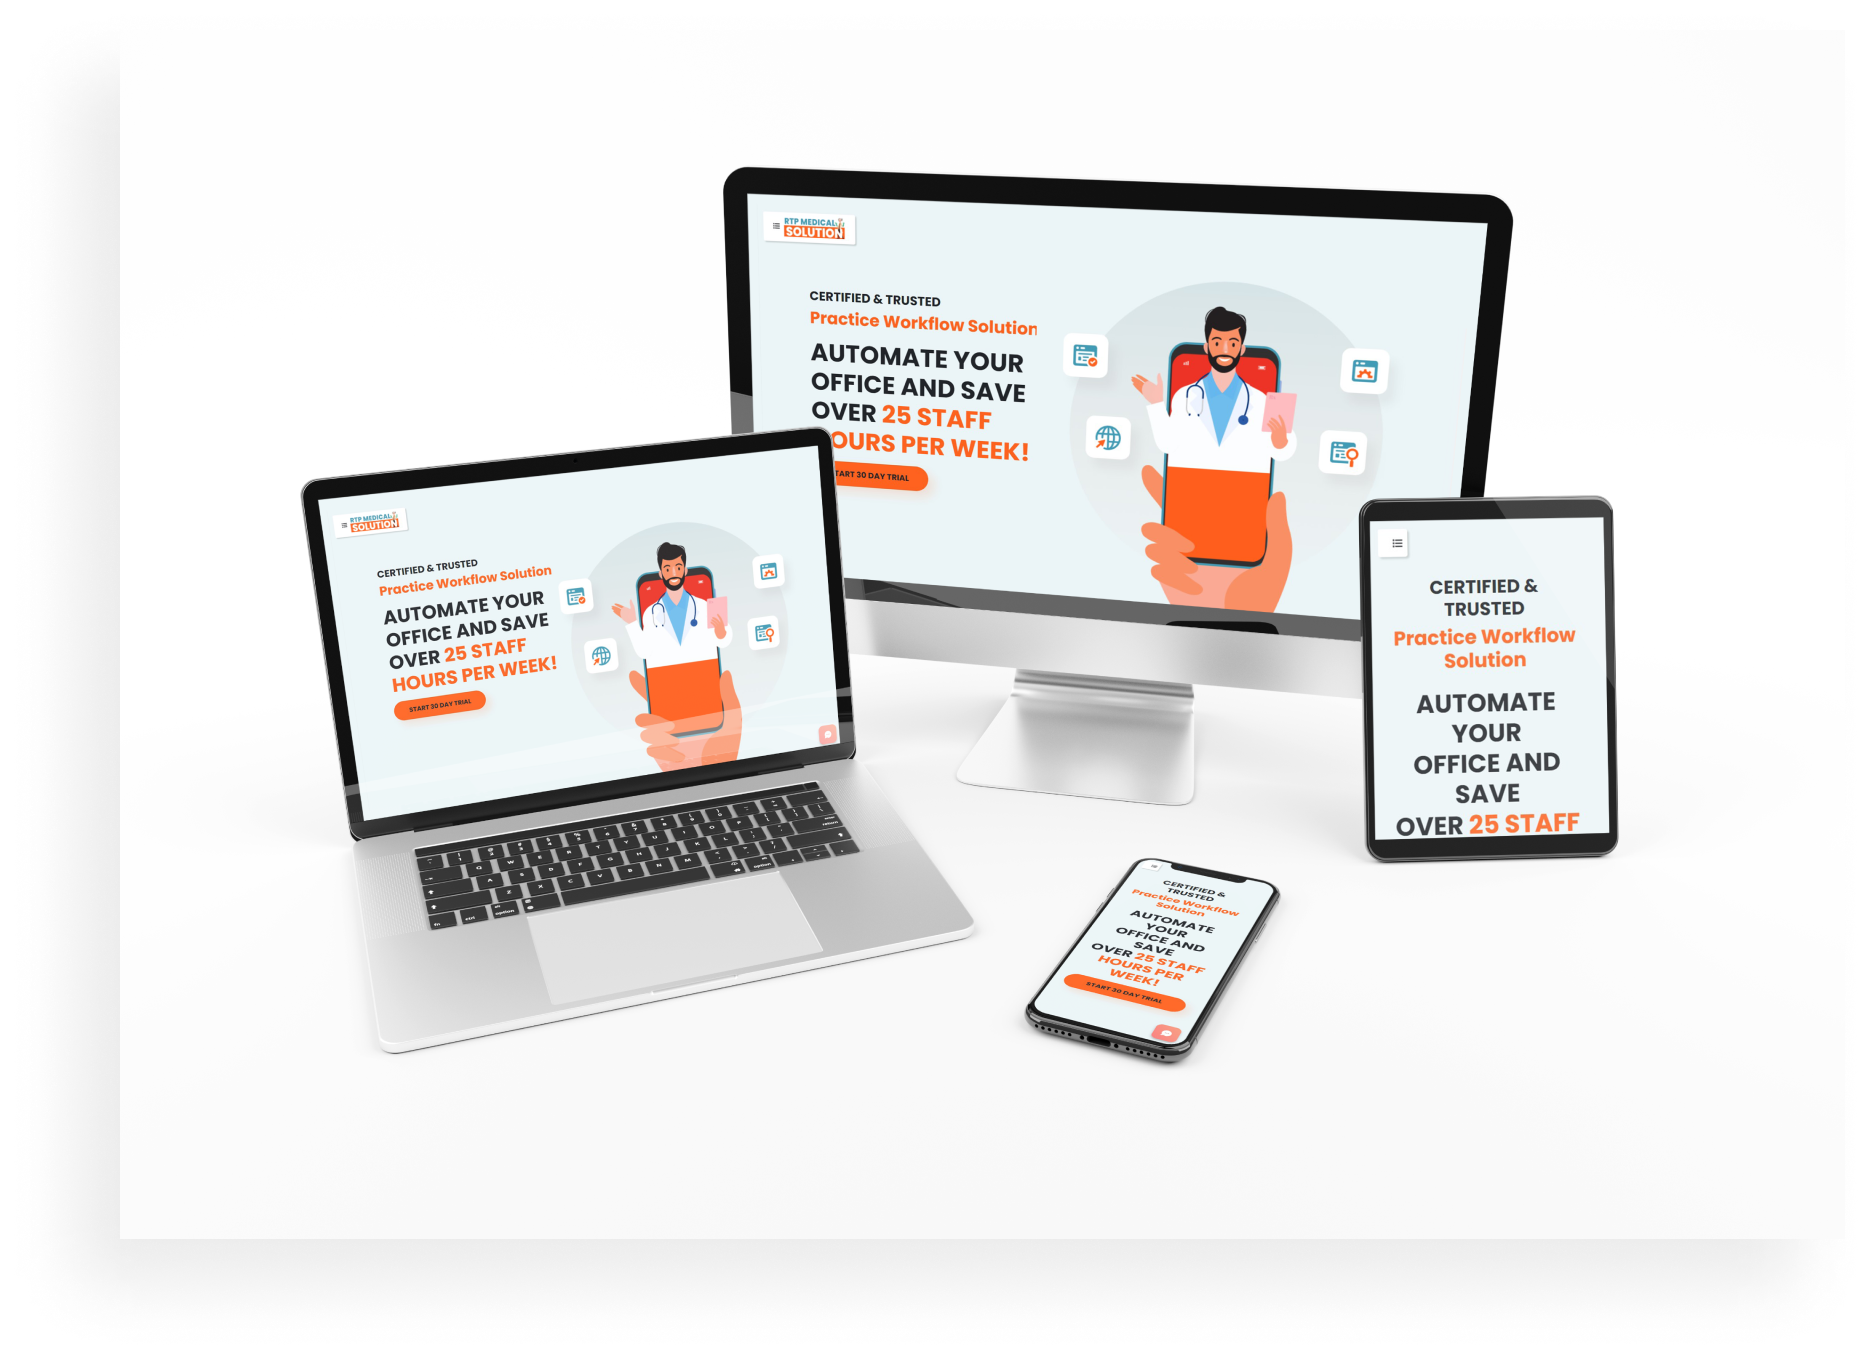 RTP MEDICAL
SOLUTION
CERTIFIED & TRUSTED
Practice Workflow Solution
AUTOMATE YOUR
OFFICE AND SAVE
OVER 25 STAFF
HOURS PER WEEK!
START 30 DAY TRIAL
RTP MEDICAL
SOLUTION
CERTIFIED & TRUSTED
Practice Workflow Solution
AUTOMATE YOUR
OFFICE AND SAVE
OVER 25 STAFF
OURS PER WEEK!
TART 30 DAY TRIAL
CERTIFIED &
TRUSTED
Practice Workflow
Solution
AUTOMATE
YOUR
OFFICE AND
SAVE
OVER 25 STAFF
CERTIFIED &
TRUSTED
Practice Workflow
Solution
AUTOMATE
YOUR
OFFICE AND
SAVE
OVER 25 STAFF
HOURS PER
WEEK!
START 30 DAY TRIAL